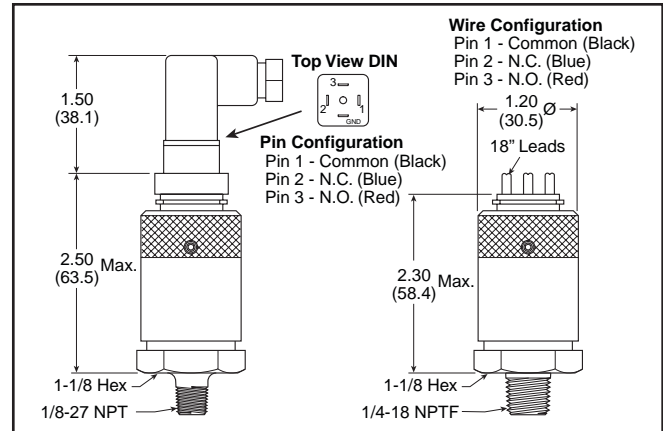 Wire Configuration
Pin 1 - Common (Black)
Pin 2 - N.C. (Blue)
Pin 3 - N.O. (Red)
Top View DIN
3
2
1
GND
Pin Configuration
Pin 1 - Common (Black)
Pin 2 - N.C. (Blue)
Pin 3 - N.O. (Red)
1.50
(38.1)
2.50
(63.5)
Max.
1-1/8 Hex
1/8-27 NPT
1.20
(30.5)
Ø
18" Leads
2.30
(58.4)
Max.
1-1/8 Hex
1/4-18 NPTF